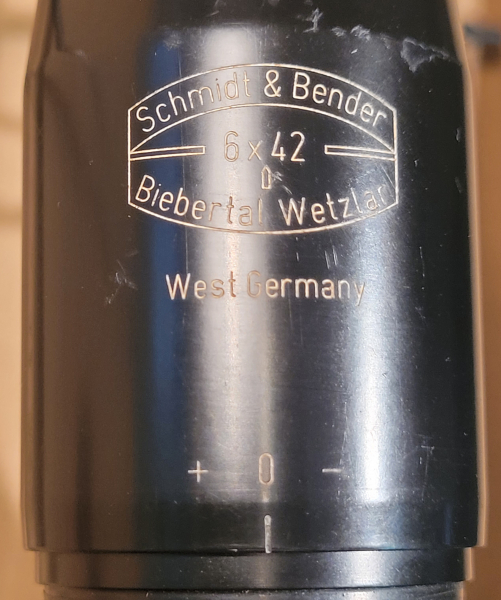 Schmidt & Bender
6x42
0
Biebertal Wetzlar
West Germany
+ 0 -